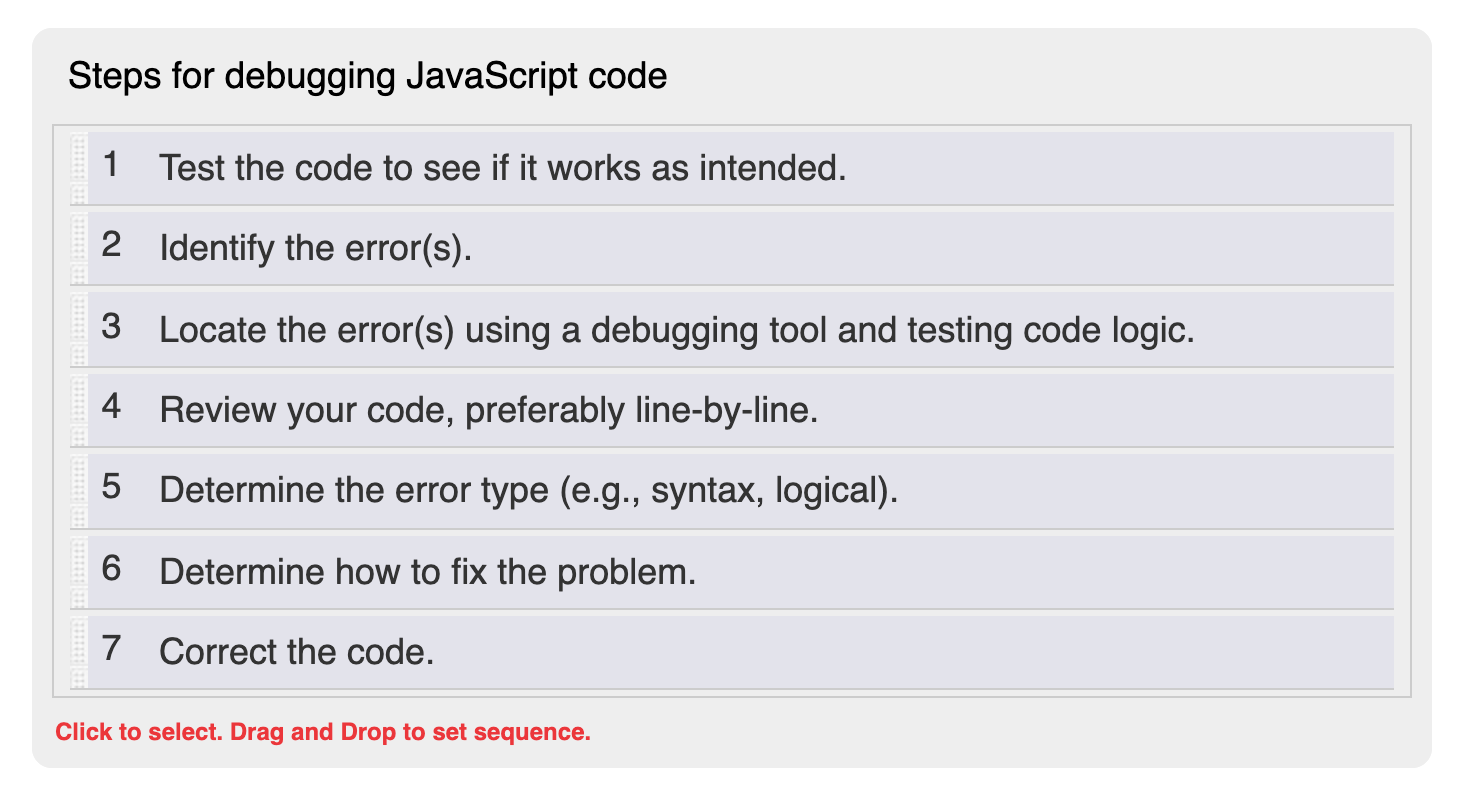 Steps for debugging JavaScript code
1 Test the code to see if it works as intended.
2 Identify the error(s).
3 Locate the error(s) using a debugging tool and testing code logic.
4 Review your code, preferably line-by-line.
5 Determine the error type (e.g., syntax, logical).
6 Determine how to fix the problem.
7 Correct the code.
Click to select. Drag and Drop to set sequence.